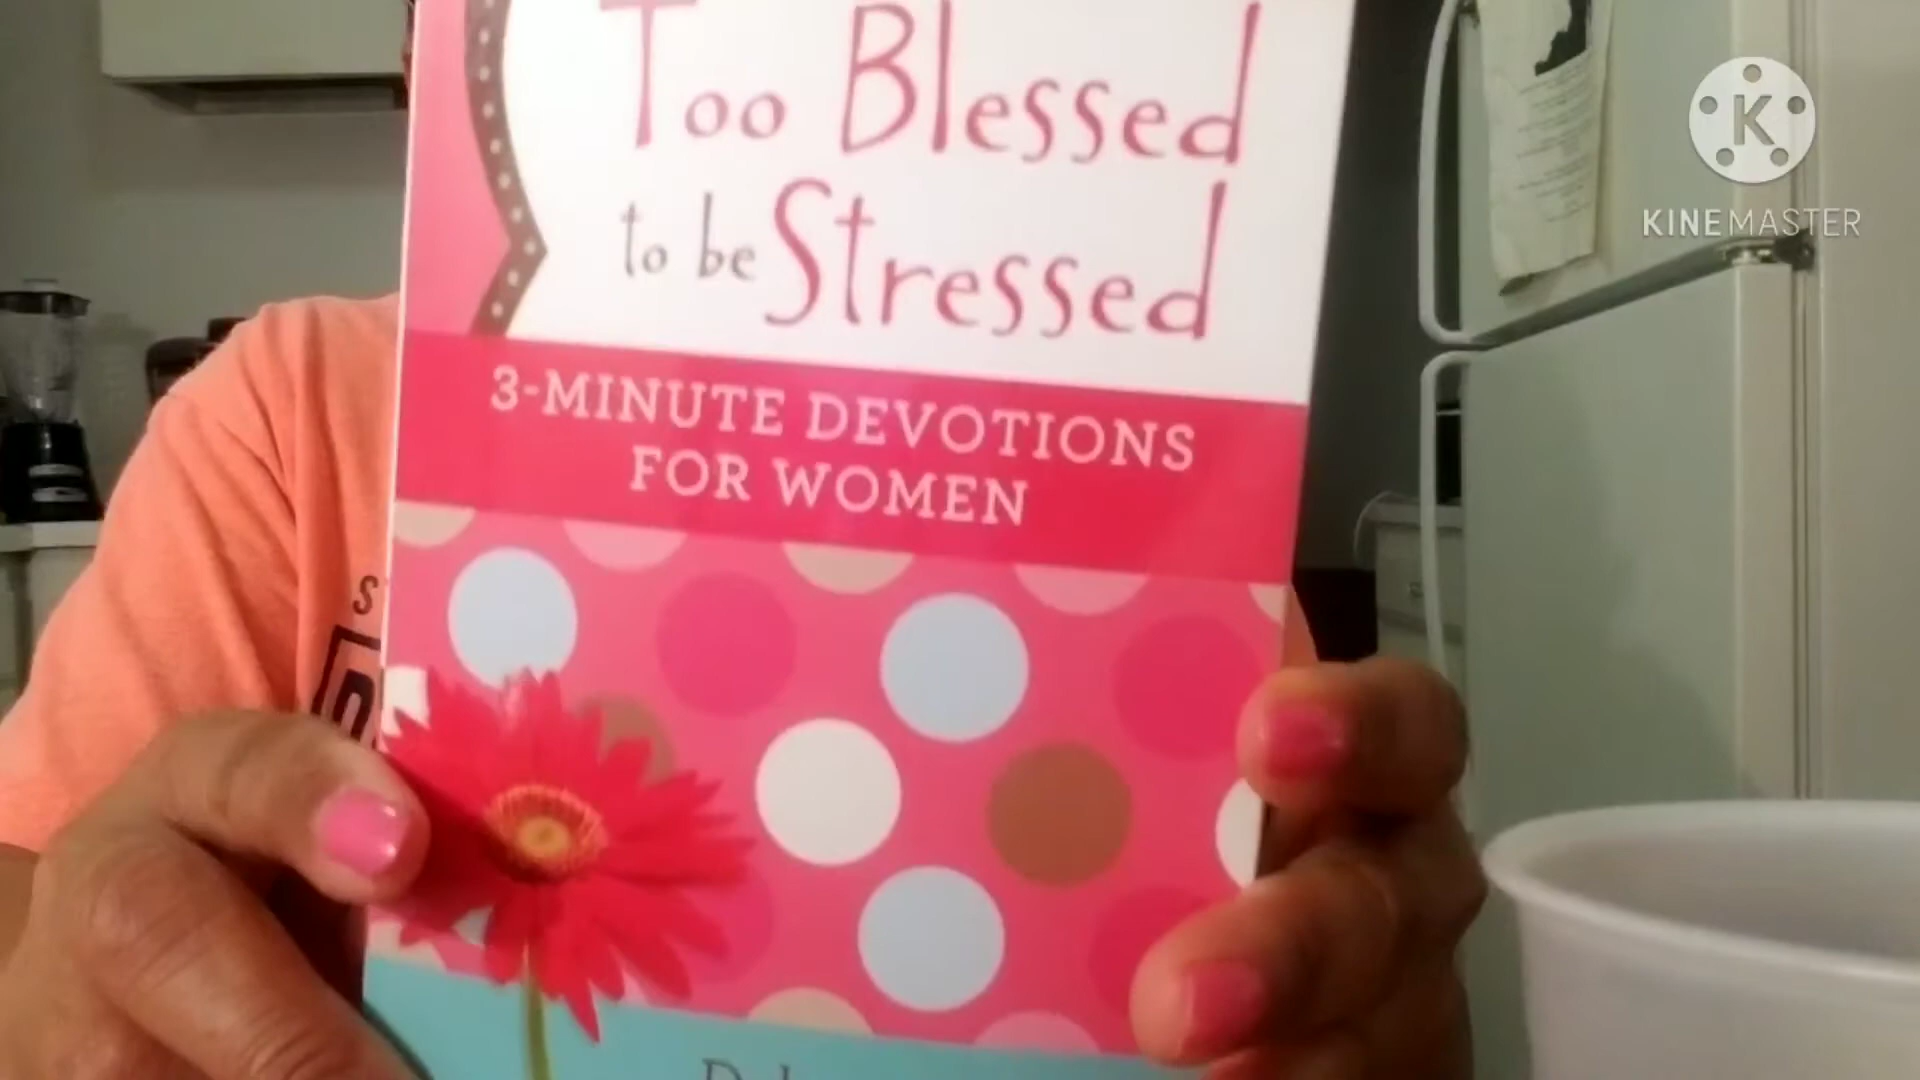 Too Blessed
to be Stressed
3-MINUTE DEVOTIONS
FOR WOMEN
K
KINEMASTER